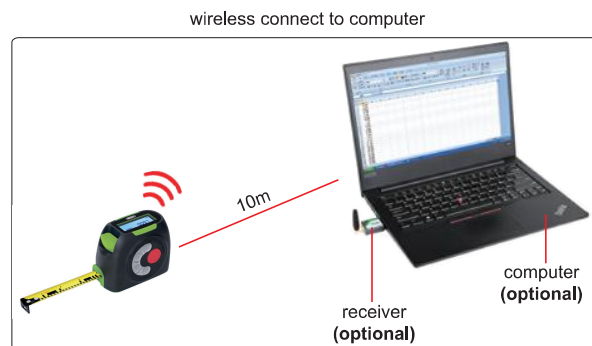 wireless connect to computer
10m
computer
(optional)
receiver
(optional)